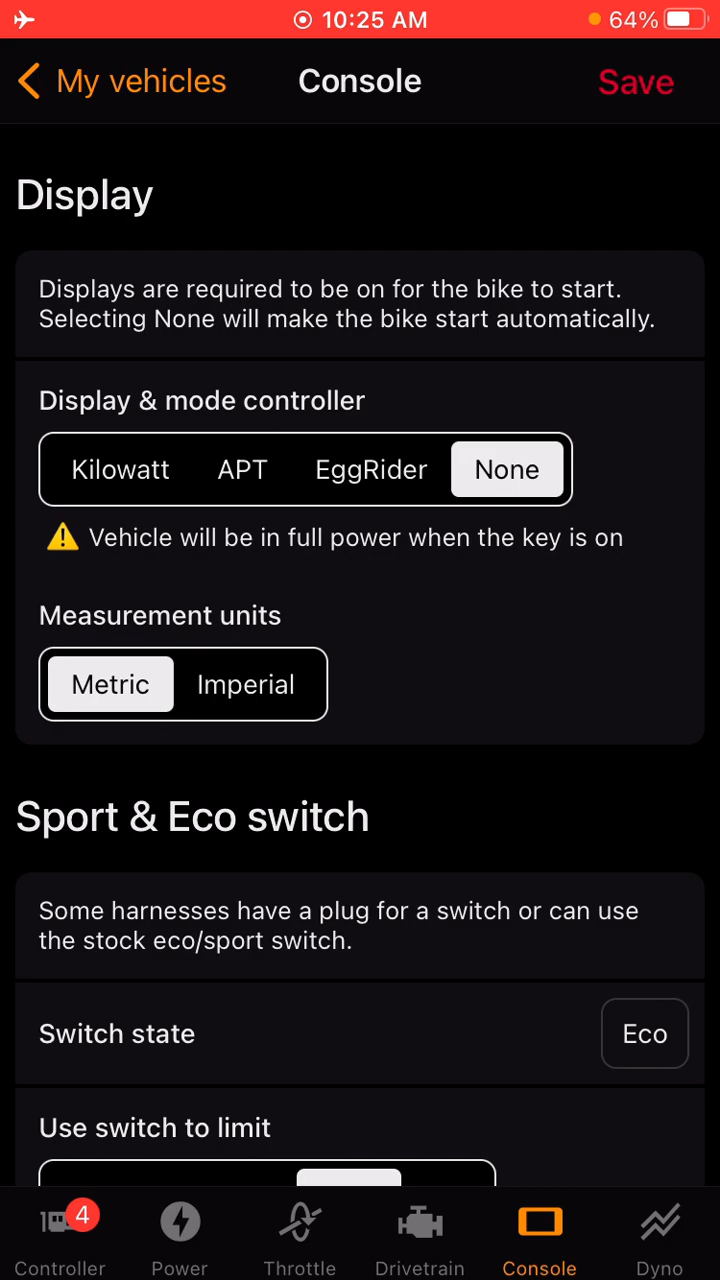 10:25 AM
64%
My vehicles
Console
Save
Display
Displays are required to be on for the bike to start.
Selecting None will make the bike start automatically.
Display & mode controller
Kilowatt APT EggRider None
Vehicle will be in full power when the key is on
Measurement units
Metric Imperial
Sport & Eco switch
Some harnesses have a plug for a switch or can use
the stock eco/sport switch.
Switch state
Eco
Use switch to limit
4
Controller Power Throttle Drivetrain Console Dyno